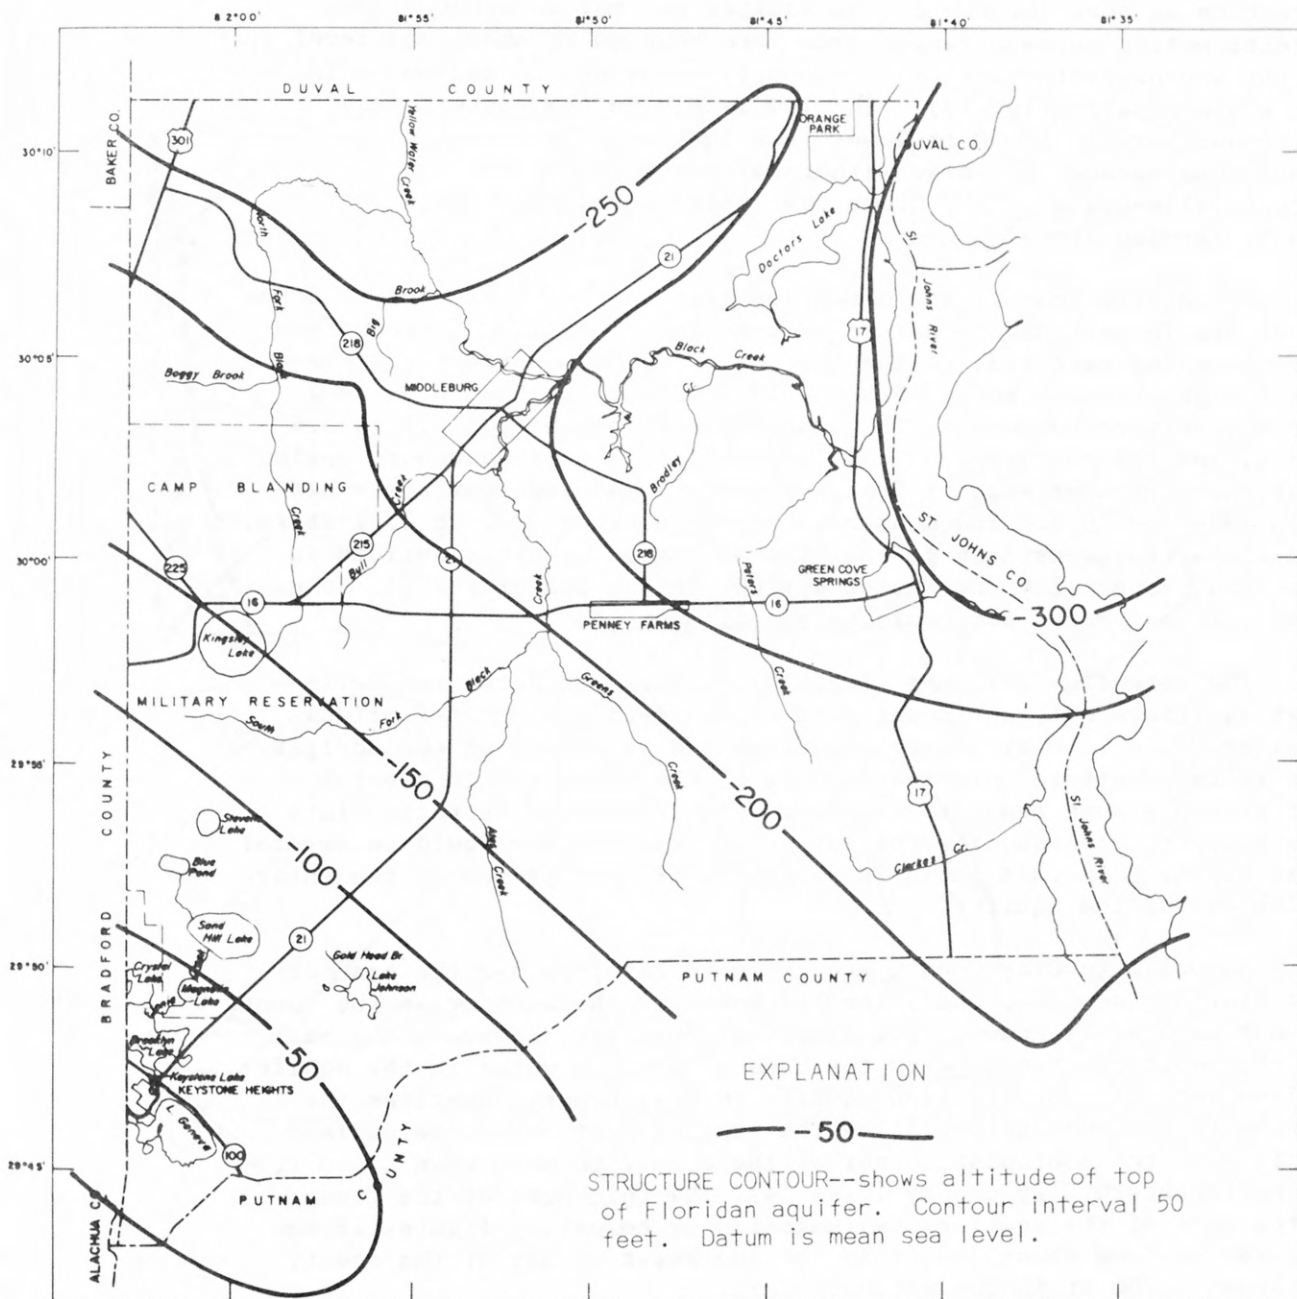 82°00'
81°55'
81°50'
81°45'
81°40'
81°35'
DUVAL COUNTY
BAKER CO.
301
ORANGE
PARK
DUVAL CO.
30°10'
Yellow Water Creek
-250
North Fork Black Creek
Doctors Lake
21
St Johns River
Brook
Big
17
218
30°05'
Black Creek
Boggy Brook
MIDDLEBURG
Cr.
Bradley
CAMP BLANDING
Creek
215
21
Bull
ST JOHNS CO.
30°00'
225
218
Creek
Peters
GREEN COVE
SPRINGS
16
16
PENNEY FARMS
-300
Kingsley
Lake
Black
Greens
Creek
MILITARY RESERVATION
South Fork
Creek
29°55'
-150
-200
17
St Johns River
BRADFORD COUNTY
Stevens
Lake
-100
Ates
Creek
Clarkes Cr.
Blue
Pond
Sand
Hill Lake
21
Gold Head Br
29°50'
Crystal
Lake
Lake
Johnson
PUTNAM COUNTY
Magnolia
Lake
Brooklyn
Lake
-50
Keystone Lake
KEYSTONE HEIGHTS
L. Geneva
100
29°45'
PUTNAM COUNTY
ALACHUA CO.
EXPLANATION
-50
STRUCTURE CONTOUR--shows altitude of top
of Floridan aquifer. Contour interval 50
feet. Datum is mean sea level.